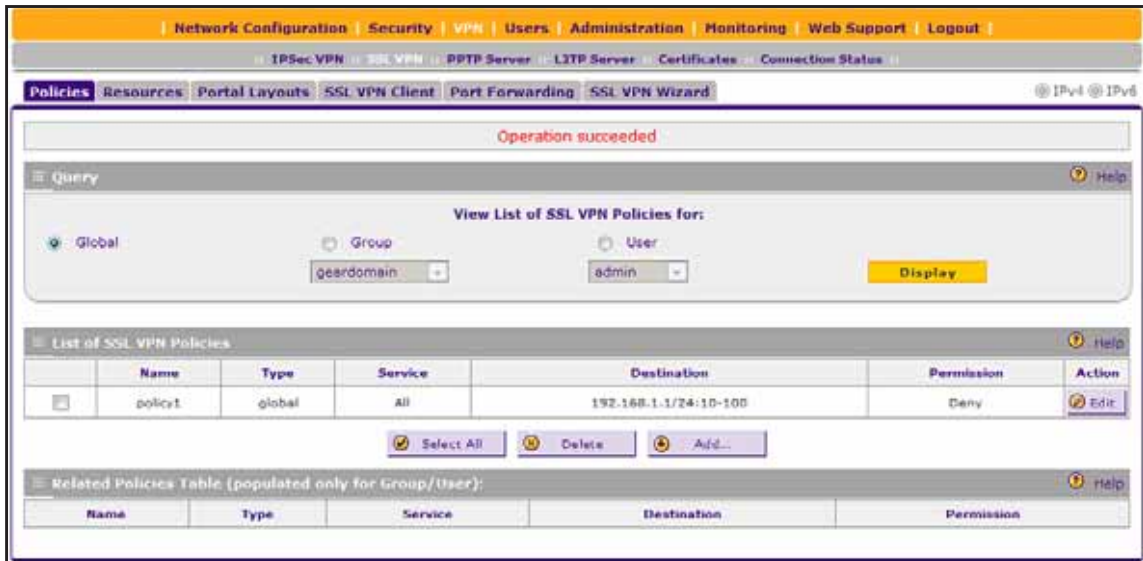 Network Configuration | Security | VPN | Users | Administration | Monitoring | Web Support | Logout
IPSec VPN :: SSL VPN :: PPTP Server :: L2TP Server :: Certificates :: Connection Status
Policies Resources Portal Layouts SSL VPN Client Port Forwarding SSL VPN Wizard IPv4 IPv6
Operation succeeded
Query Help
View List of SSL VPN Policies for:
Global Group User
geardomain admin Display
List of SSL VPN Policies Help
Name Type Service Destination Permission Action
policy1 global All 192.168.1.1/24:10-100 Deny Edit
Select All Delete Add...
Related Policies Table (populated only for Group/User): Help
Name Type Service Destination Permission